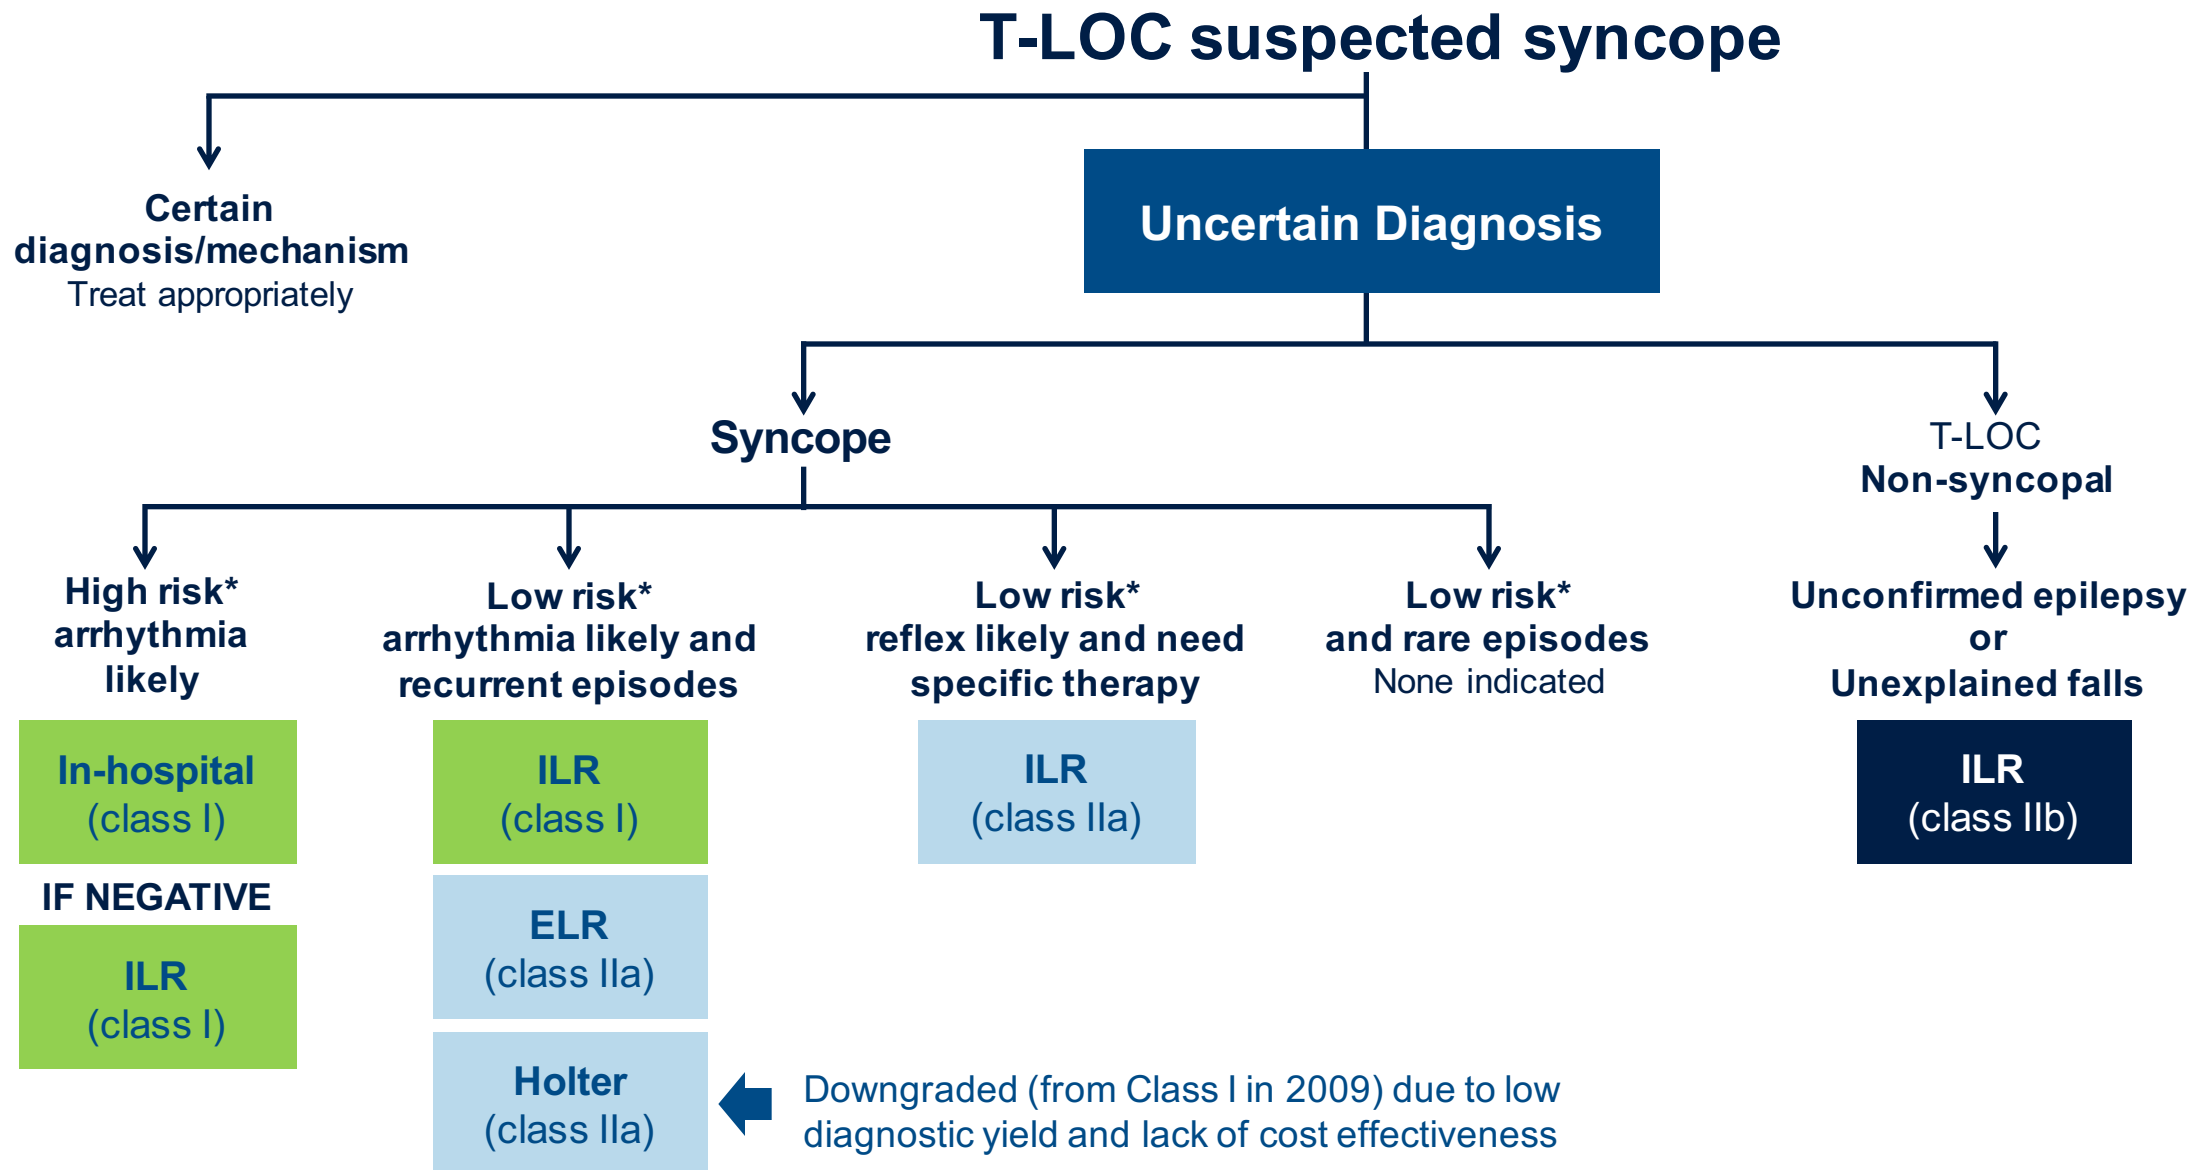 T-LOC suspected syncope
Certain
diagnosis/mechanism
Treat appropriately
Uncertain Diagnosis
Syncope
T-LOC
Non-syncopal
High risk*
arrhythmia
likely
In-hospital
(class I)
IF NEGATIVE
ILR
(class I)
Low risk*
arrhythmia likely and
recurrent episodes
ILR
(class I)
ELR
(class IIa)
Holter
(class IIa)
Downgraded (from Class I in 2009) due to low
diagnostic yield and lack of cost effectiveness
Low risk*
reflex likely and need
specific therapy
ILR
(class IIa)
Low risk*
and rare episodes
None indicated
Unconfirmed epilepsy
or
Unexplained falls
ILR
(class IIb)